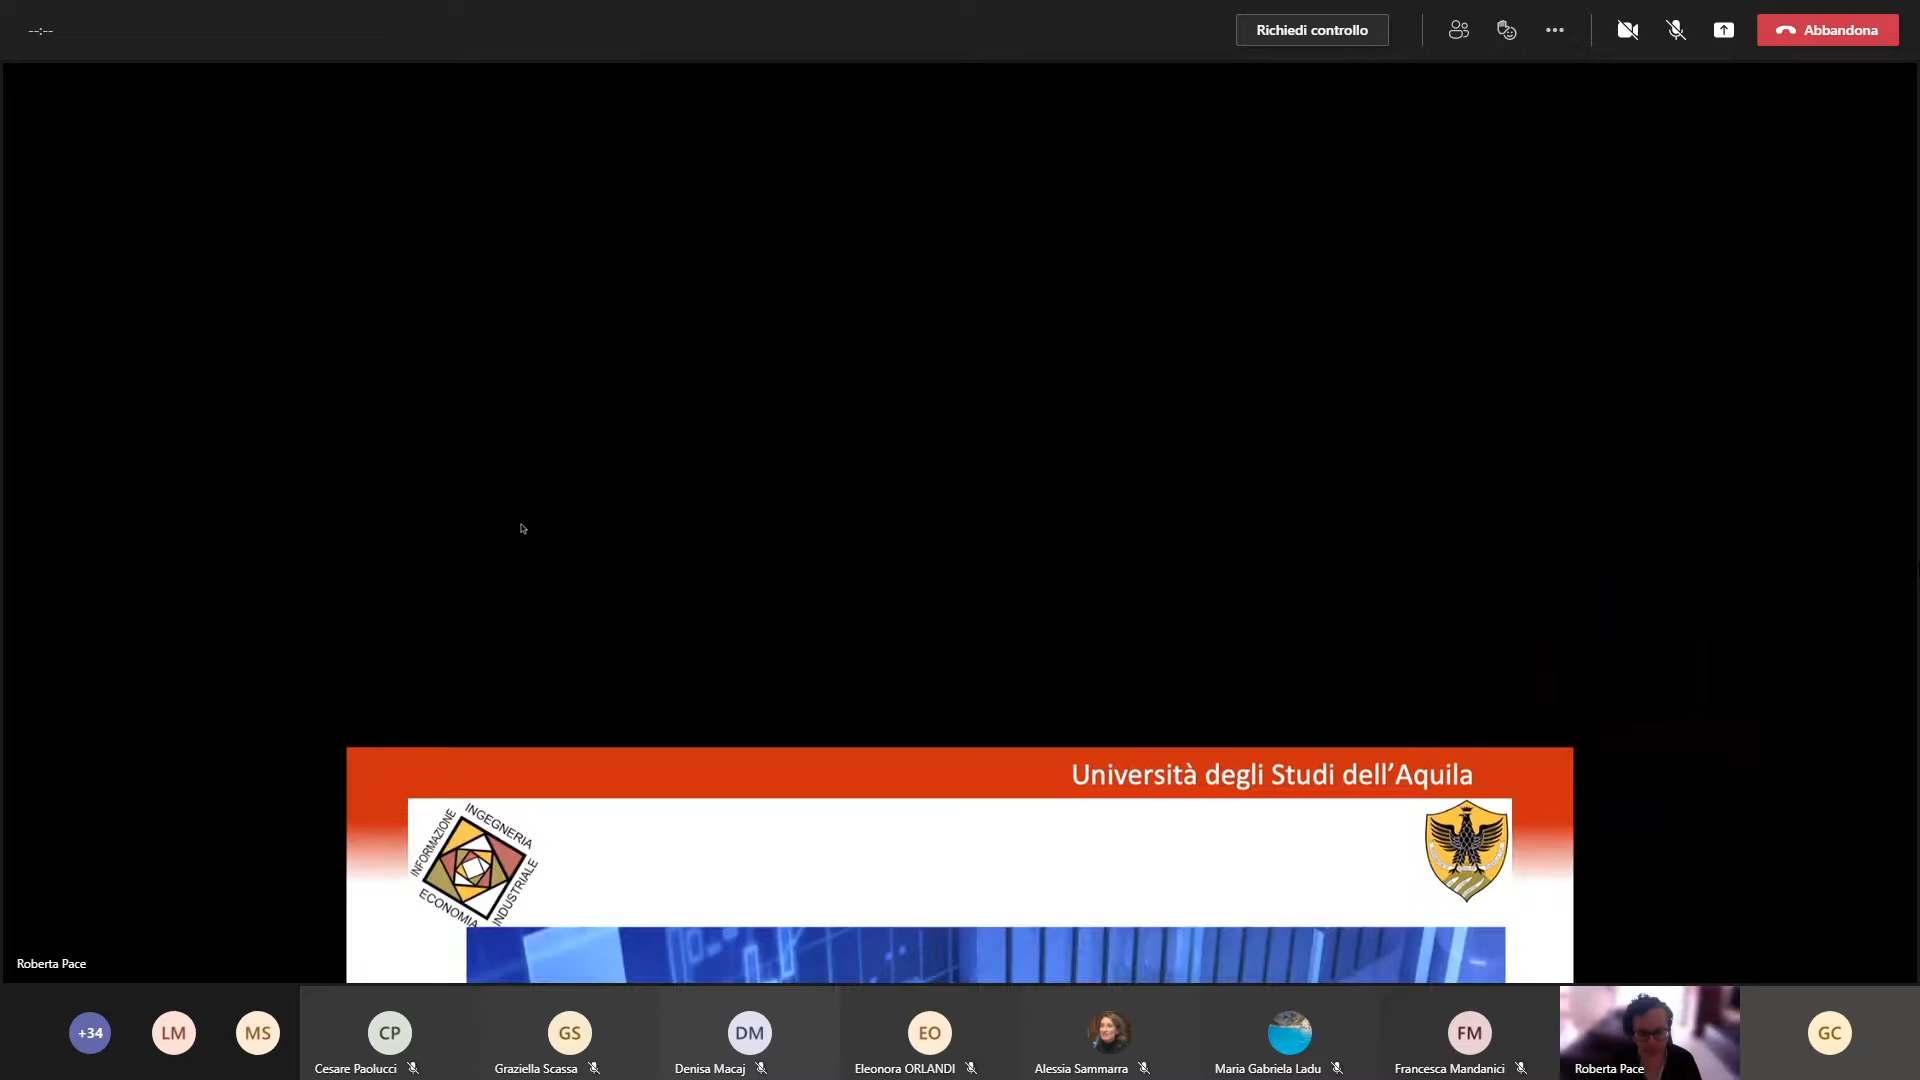 --:--
Richiedi controllo
Abbandona
Università degli Studi dell'Aquila
INGEGNERIA
INFORMAZIONE
INDUSTRIALE
ECONOMIA
Roberta Pace
+34
LM
MS
CP
GS
DM
EO
FM
GC
Cesare Paolucci
Graziella Scassa
Denisa Macaj
Eleonora ORLANDI
Alessia Sammarra
Maria Gabriela Ladu
Francesca Mandanici
Roberta Pace